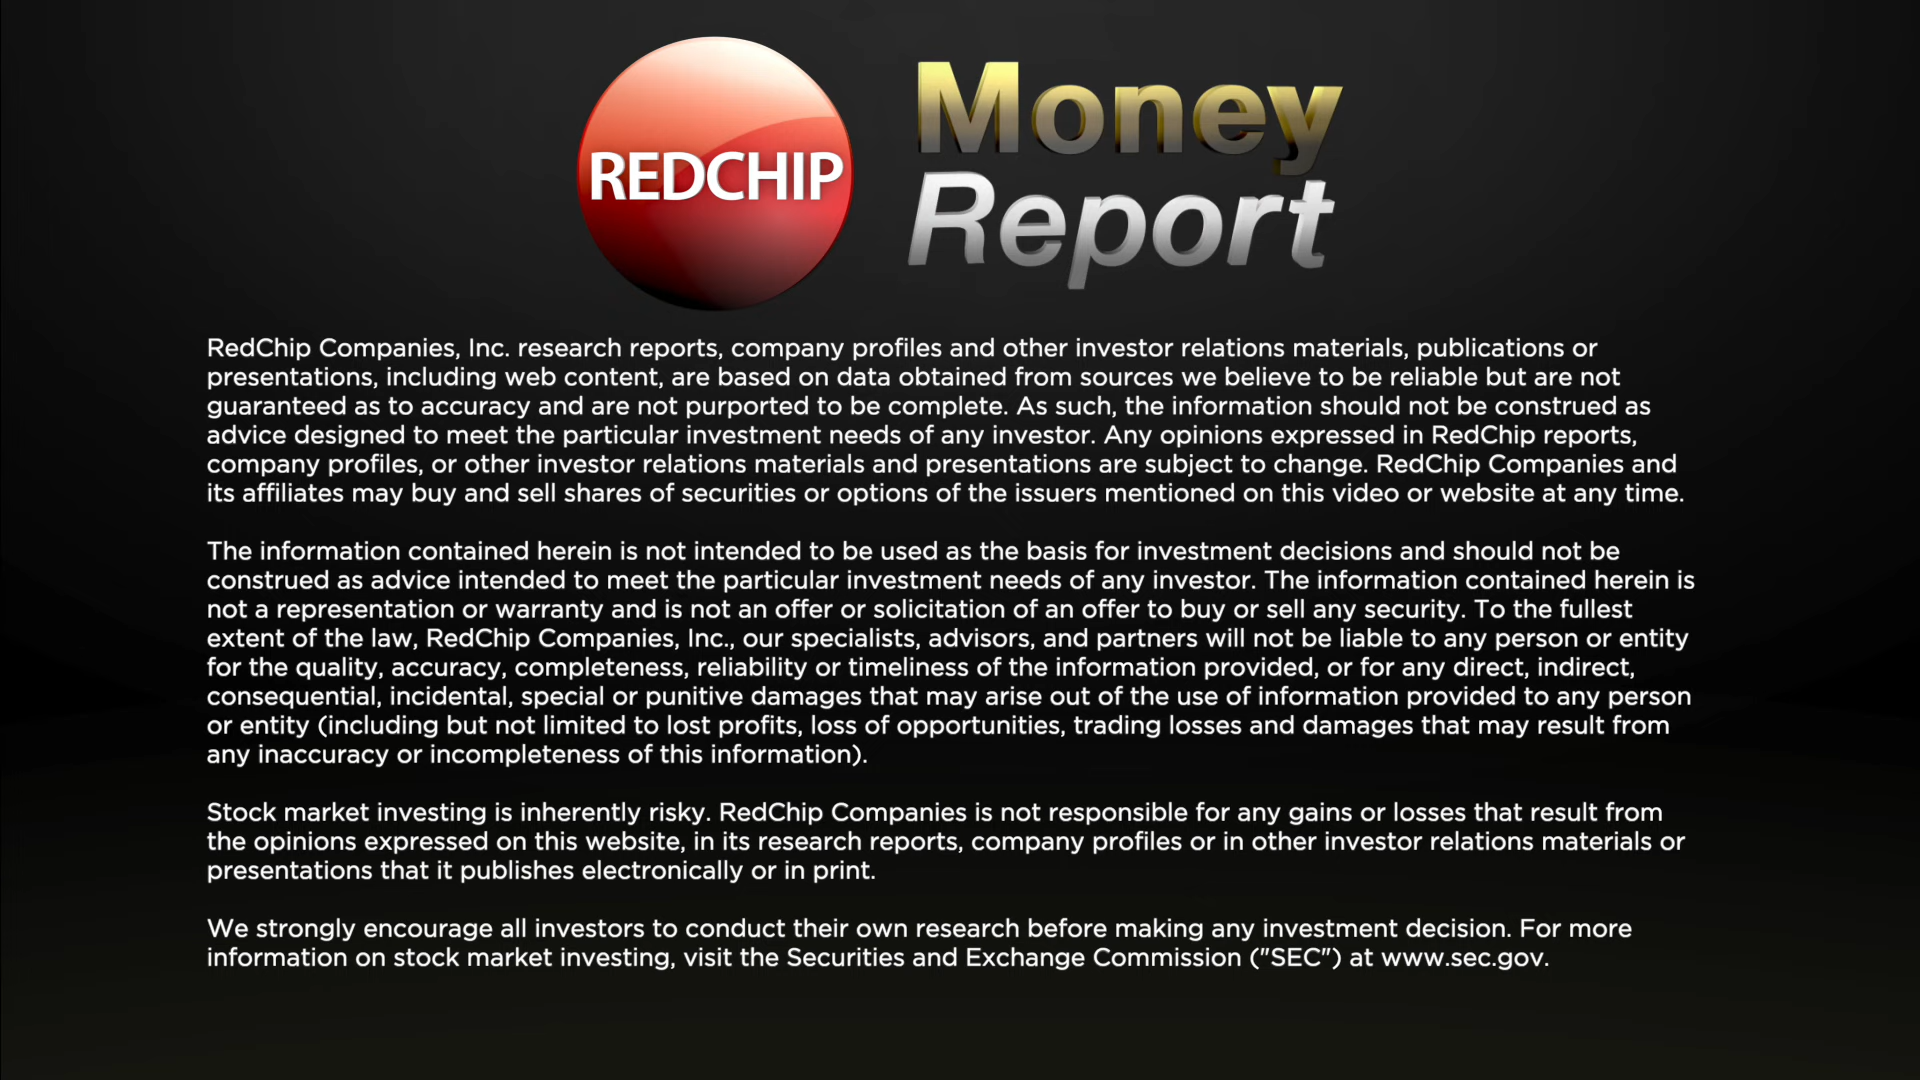 REDCHIP
Money
Report
RedChip Companies, Inc. research reports, company profiles and other investor relations materials, publications or
presentations, including web content, are based on data obtained from sources we believe to be reliable but are not
guaranteed as to accuracy and are not purported to be complete. As such, the information should not be construed as
advice designed to meet the particular investment needs of any investor. Any opinions expressed in RedChip reports,
company profiles, or other investor relations materials and presentations are subject to change. RedChip Companies and
its affiliates may buy and sell shares of securities or options of the issuers mentioned on this video or website at any time.
The information contained herein is not intended to be used as the basis for investment decisions and should not be
construed as advice intended to meet the particular investment needs of any investor. The information contained herein is
not a representation or warranty and is not an offer or solicitation of an offer to buy or sell any security. To the fullest
extent of the law, RedChip Companies, Inc., our specialists, advisors, and partners will not be liable to any person or entity
for the quality, accuracy, completeness, reliability or timeliness of the information provided, or for any direct, indirect,
consequential, incidental, special or punitive damages that may arise out of the use of information provided to any person
or entity (including but not limited to lost profits, loss of opportunities, trading losses and damages that may result from
any inaccuracy or incompleteness of this information).
Stock market investing is inherently risky. RedChip Companies is not responsible for any gains or losses that result from
the opinions expressed on this website, in its research reports, company profiles or in other investor relations materials or
presentations that it publishes electronically or in print.
We strongly encourage all investors to conduct their own research before making any investment decision. For more
information on stock market investing, visit the Securities and Exchange Commission ("SEC") at www.sec.gov.